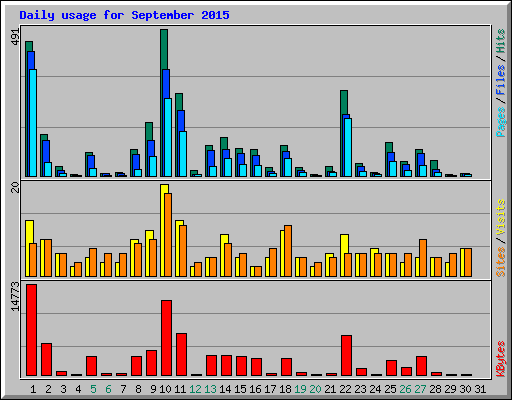 Daily usage for September 2015
491
Pages / Files / Hits
20
Sites / Visits
14773
KBytes
1 2 3 4 5 6 7 8 9 10 11 12 13 14 15 16 17 18 19 20 21 22 23 24 25 26 27 28 29 30 31